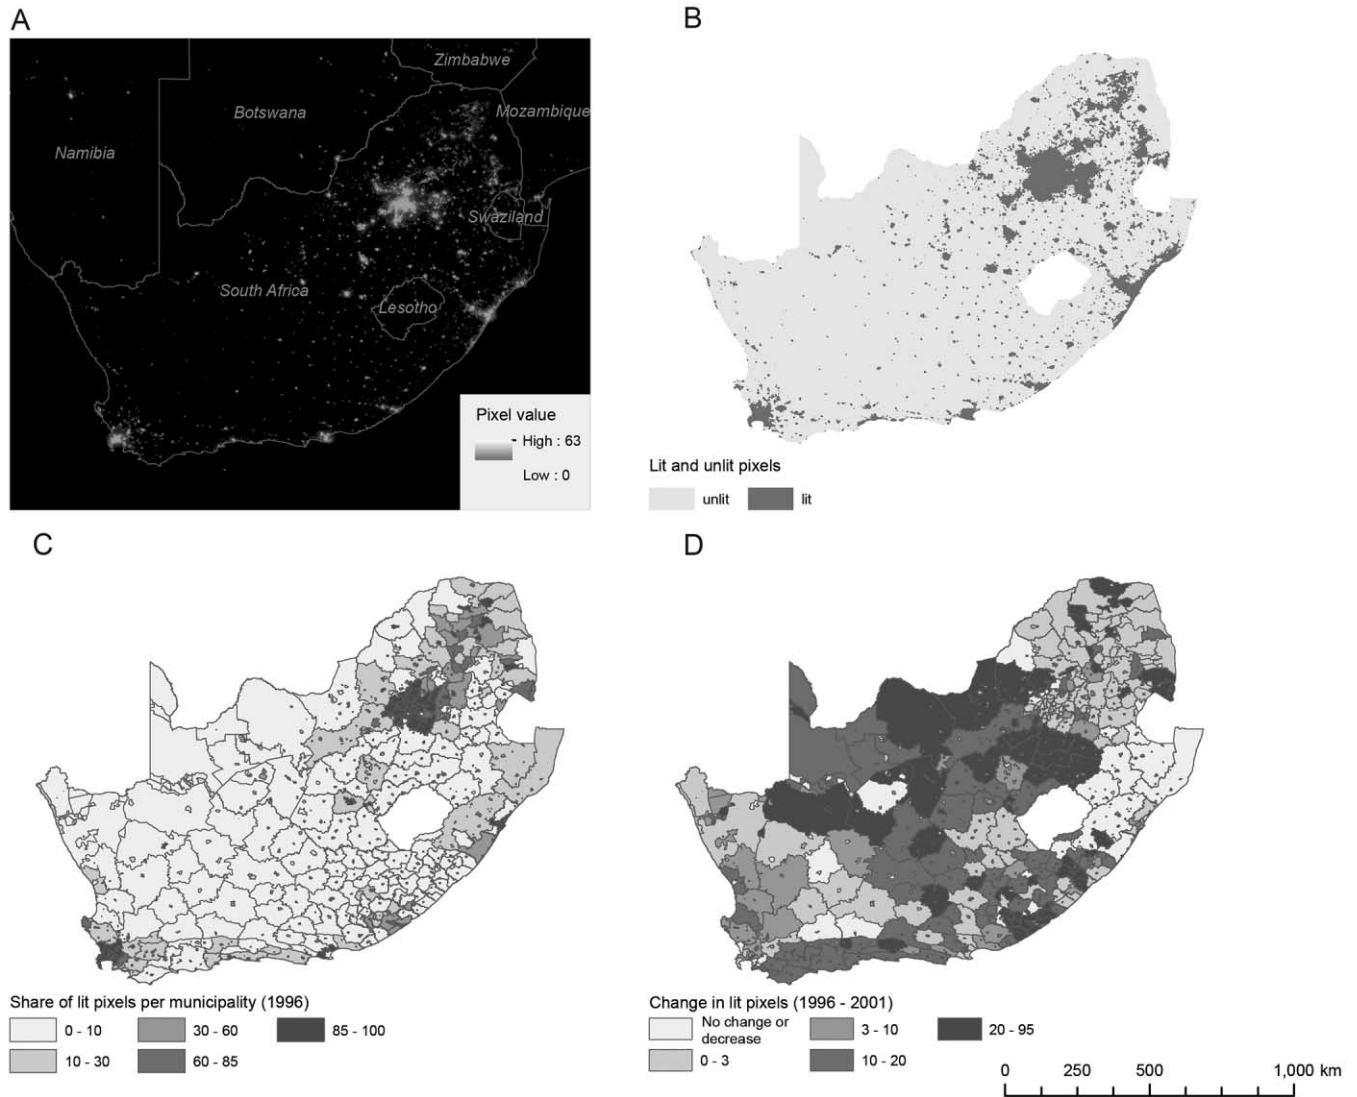 A
Zimbabwe
Botswana
Mozambique
Namibia
Swaziland
South Africa
Lesotho
Pixel value
High : 63
Low : 0
B
Lit and unlit pixels
unlit
lit
C
Share of lit pixels per municipality (1996)
0 - 10
30 - 60
85 - 100
10 - 30
60 - 85
D
Change in lit pixels (1996 - 2001)
No change or
decrease
3 - 10
20 - 95
0 - 3
10 - 20
0 250 500 1,000 km